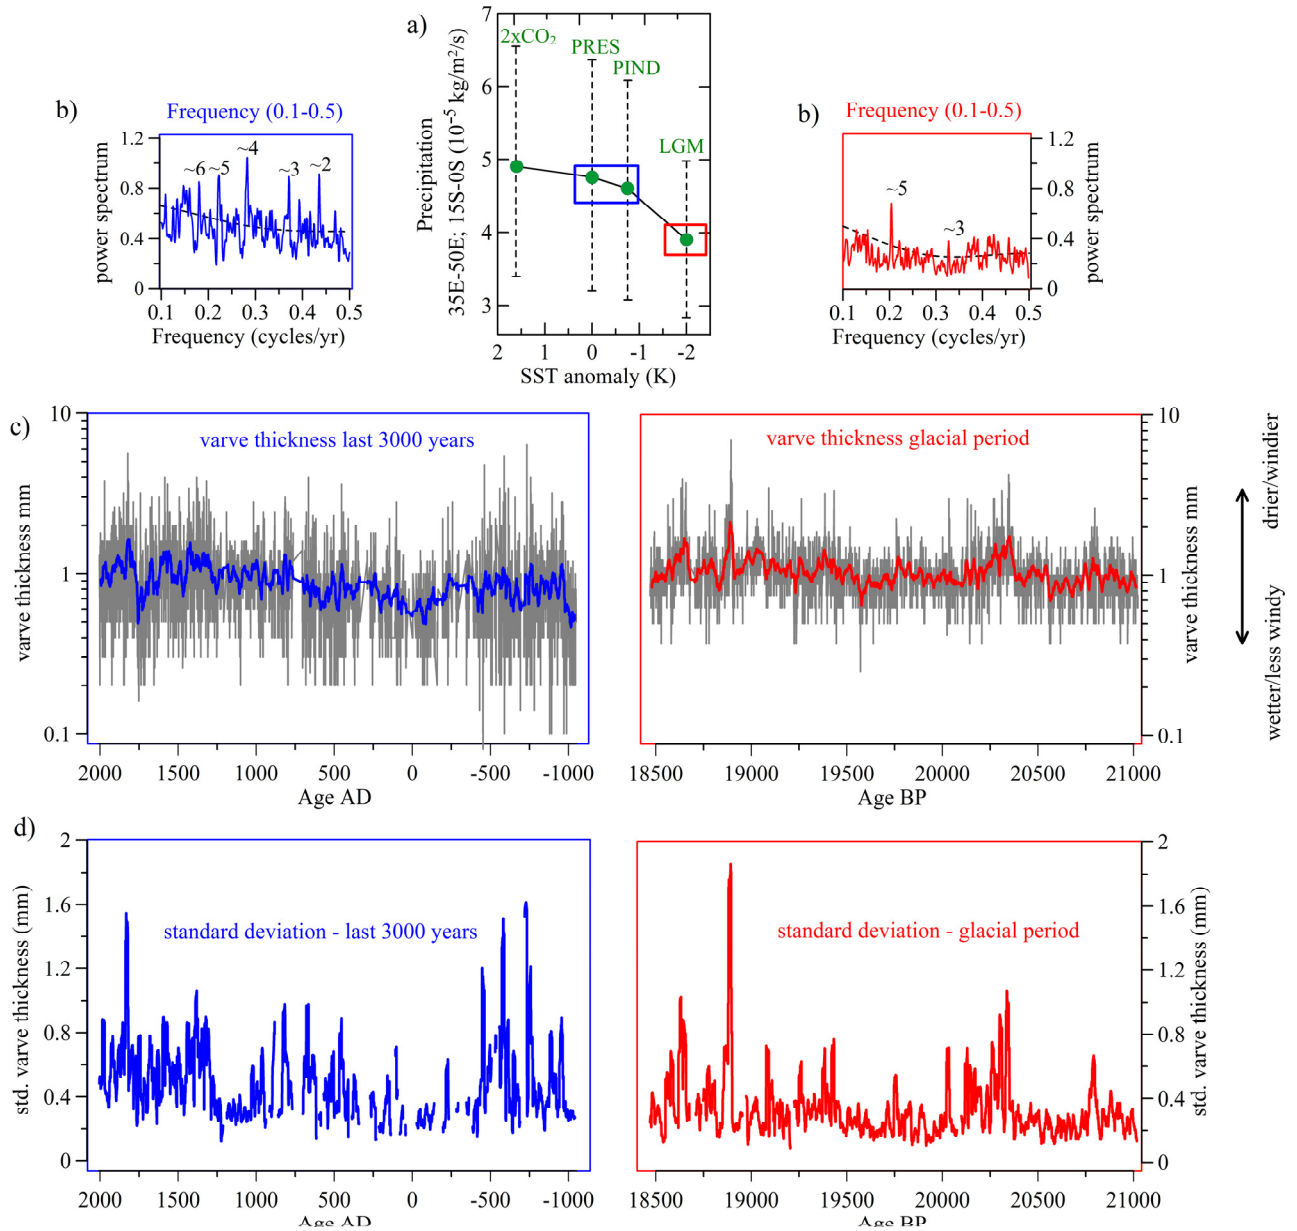 a)
7
6
5
4
3
Precipitation
35E-50E; 15S-0S (10-5 kg/m2/s)
2xCO2
PRES
PIND
LGM
2 1 0 -1 -2
SST anomaly (K)
b)
Frequency (0.1-0.5)
1.2
0.8
0.4
0
power spectrum
~6 ~5 ~4 ~3 ~2
0.1 0.2 0.3 0.4 0.5
Frequency (cycles/yr)
b)
Frequency (0.1-0.5)
~5
~3
1.2
0.8
0.4
0
power spectrum
0.1 0.2 0.3 0.4 0.5
Frequency (cycles/yr)
c)
10
1
0.1
varve thickness mm
varve thickness last 3000 years
2000 1500 1000 500 0 -500 -1000
Age AD
varve thickness glacial period
10
1
0.1
varve thickness mm
18500 19000 19500 20000 20500 21000
Age BP
drier/windier
wetter/less windy
d)
2
1.6
1.2
0.8
0.4
0
std. varve thickness (mm)
standard deviation - last 3000 years
2000 1500 1000 500 0 -500 -1000
Age AD
standard deviation - glacial period
2
1.6
1.2
0.8
0.4
0
std. varve thickness (mm)
18500 19000 19500 20000 20500 21000
Age BP